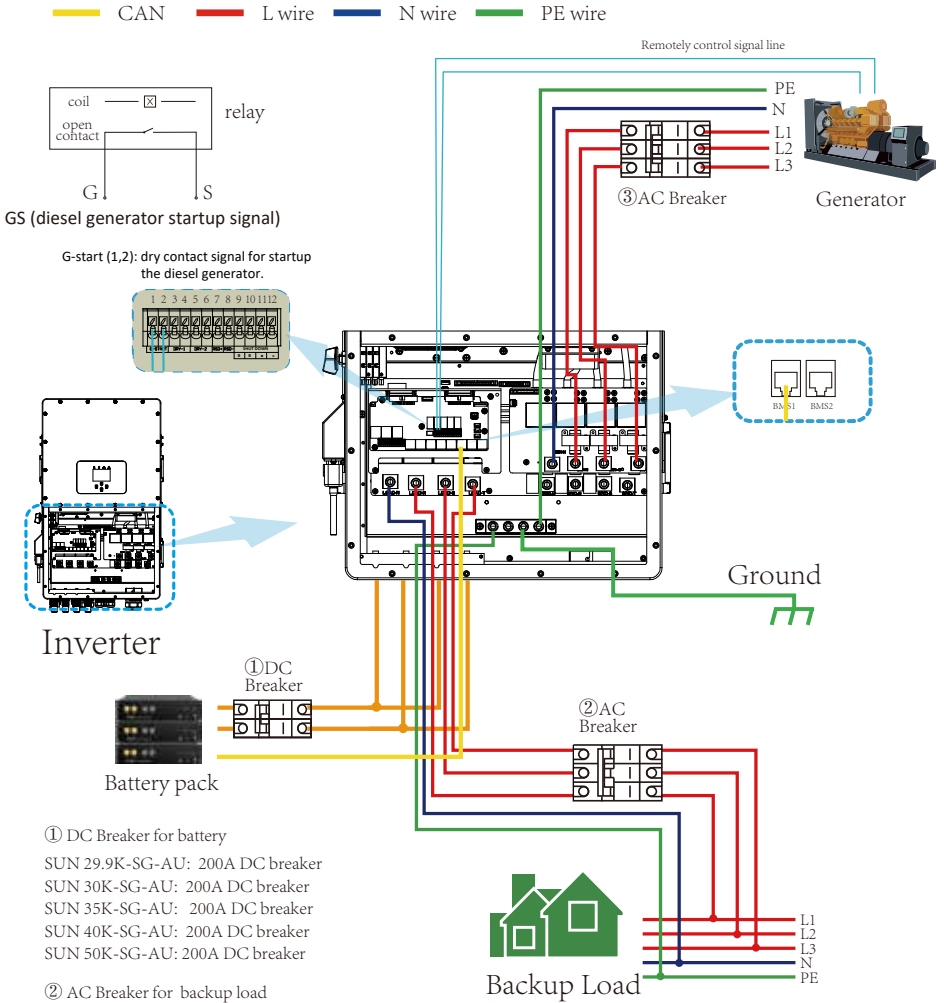 CAN L wire N wire PE wire
Remotely control signal line
coil X
open
contact
relay
G S
GS (diesel generator startup signal)
PE
N
L1
L2
L3
③AC Breaker
Generator
G-start (1,2): dry contact signal for startup
the diesel generator.
1 2 3 4 5 6 7 8 9 10 11 12
BMS1 BMS2
Inverter
Ground
①DC
Breaker
②AC
Breaker
Battery pack
① DC Breaker for battery
SUN 29.9K-SG-AU: 200A DC breaker
SUN 30K-SG-AU: 200A DC breaker
SUN 35K-SG-AU: 200A DC breaker
SUN 40K-SG-AU: 200A DC breaker
SUN 50K-SG-AU: 200A DC breaker
② AC Breaker for backup load
Backup Load
L1
L2
L3
N
PE